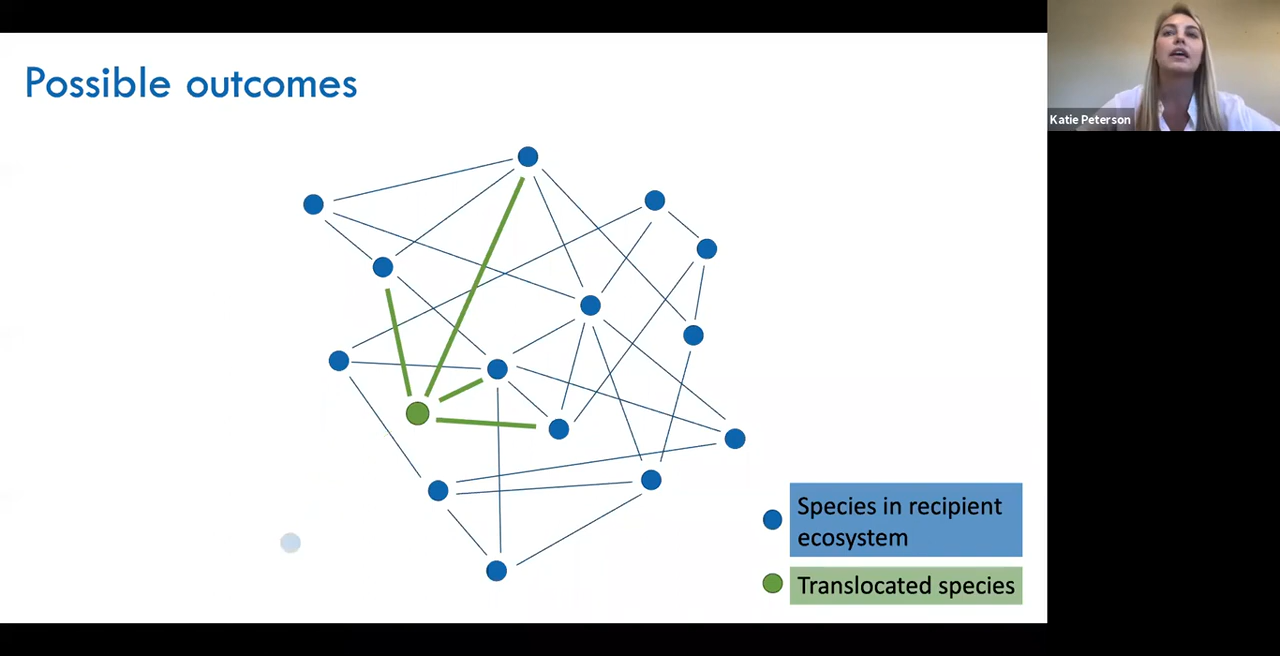 Possible outcomes
Katie Peterson
Species in recipient
ecosystem
Translocated species